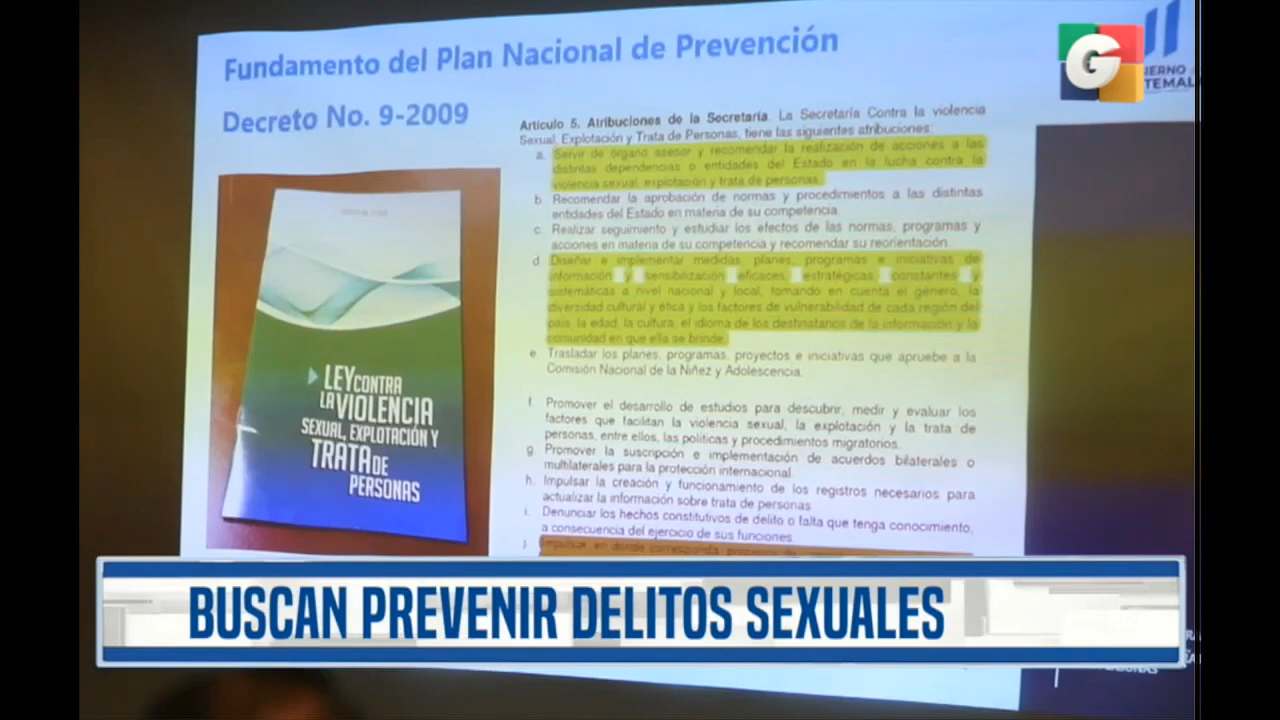 Fundamento del Plan Nacional de Prevención
Decreto No. 9-2009
G
Artículo 5. Atribuciones de la Secretaría. La Secretaría Contra la violencia
Sexual, Explotación y Trata de Personas, tiene las siguientes atribuciones:
a. Servir de órgano asesor y recomendar la realización de acciones a las
distintas dependencias o entidades del Estado en la lucha contra la
violencia sexual, explotación y trata de personas.
b. Recomendar la aprobación de normas y procedimientos a las distintas
entidades del Estado en materia de su competencia.
c. Realizar seguimiento y estudiar los efectos de las normas, programas y
acciones en materia de su competencia y recomendar su reorientación.
d. Diseñar e implementar medidas, planes, programas e iniciativas de
información y sensibilización eficaces, estratégicas, constantes y
sistemáticas a nivel nacional y local, tomando en cuenta el género, la
diversidad cultural y ética y los factores de vulnerabilidad de cada región del
país, la edad, la cultura, el idioma de los destinatarios de la información y la
comunidad en que ella se brinde.
e. Trasladar los planes, programas, proyectos e iniciativas que apruebe a la
Comisión Nacional de la Niñez y Adolescencia.
f. Promover el desarrollo de estudios para descubrir, medir y evaluar los
factores que facilitan la violencia sexual, la explotación y la trata de
personas, entre ellos, las políticas y procedimientos migratorios.
g. Promover la suscripción e implementación de acuerdos bilaterales o
multilaterales para la protección internacional.
h. Impulsar la creación y funcionamiento de los registros necesarios para
actualizar la información sobre trata de personas
i. Denunciar los hechos constitutivos de delito o falta que tenga conocimiento,
a consecuencia del ejercicio de sus funciones.
j. Impulsar en donde corresponda
LEY CONTRA
LA VIOLENCIA
SEXUAL, EXPLOTACIÓN Y
TRATA DE
PERSONAS
BUSCAN PREVENIR DELITOS SEXUALES